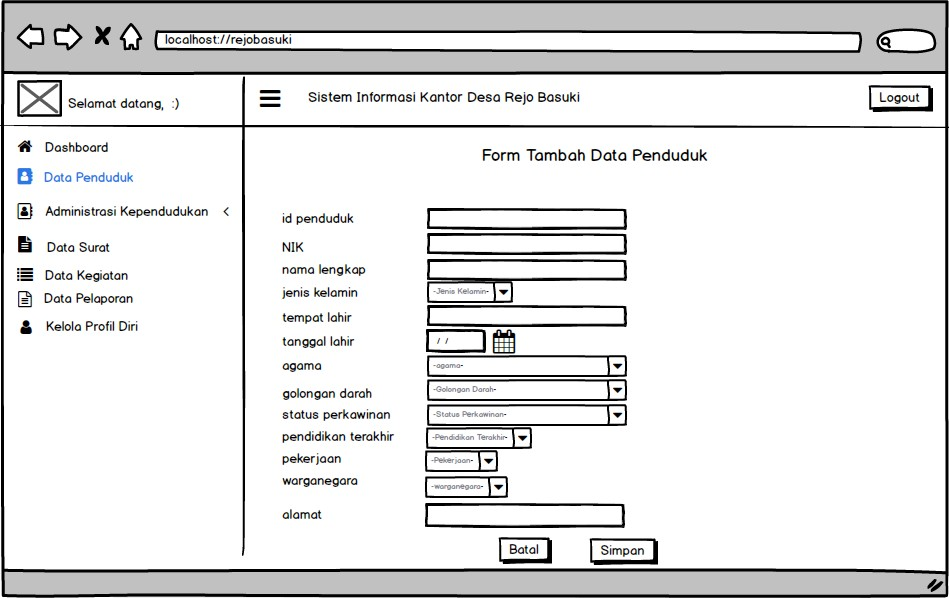 localhost://rejobasuki
Selamat datang, :)
Sistem Informasi Kantor Desa Rejo Basuki
Logout
Dashboard
Data Penduduk
Administrasi Kependudukan <
Data Surat
Data Kegiatan
Data Pelaporan
Kelola Profil Diri
Form Tambah Data Penduduk
id penduduk
NIK
nama lengkap
jenis kelamin -Jenis Kelamin-
tempat lahir
tanggal lahir / /
agama -agama-
golongan darah -Golongan Darah-
status perkawinan -Status Perkawinan-
pendidikan terakhir -Pendidikan Terakhir-
pekerjaan -Pekerjaan-
warganegara -warganegara-
alamat
Batal Simpan